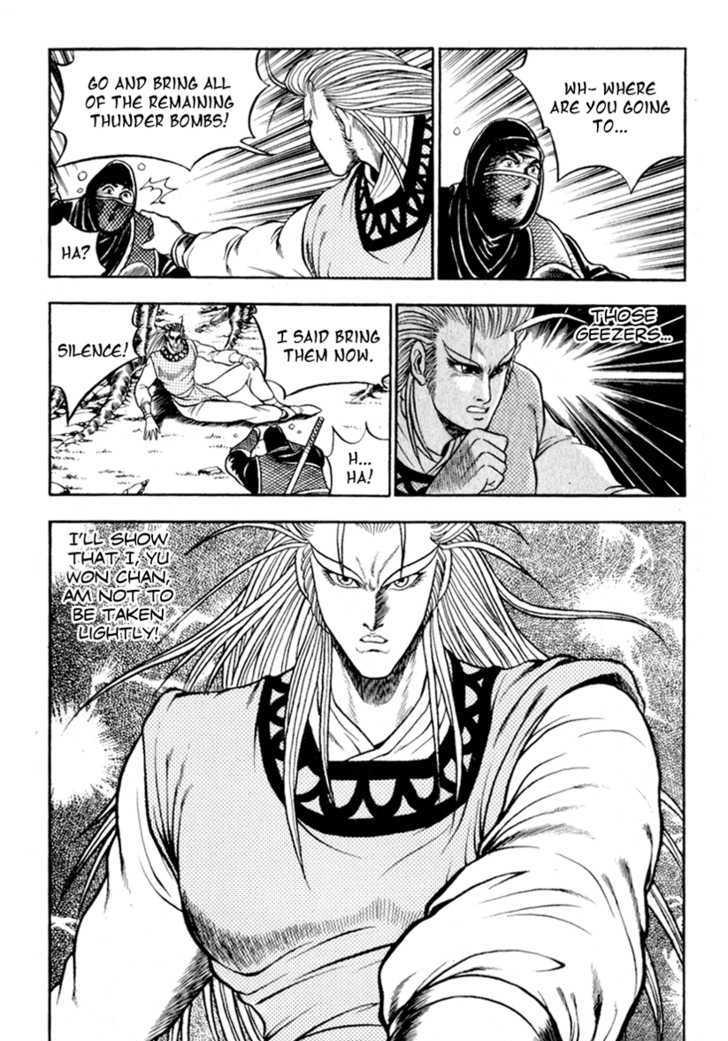 GO AND BRING ALL
OF THE REMAINING
THUNDER BOMBS!
HA?
WH- WHERE
ARE YOU GOING
TO...
SILENCE!
I SAID BRING
THEM NOW.
H...
HA!
THOSE
GEEZERS...
I'LL SHOW
THAT I, YU
WON CHAN,
AM NOT TO
BE TAKEN
LIGHTLY!